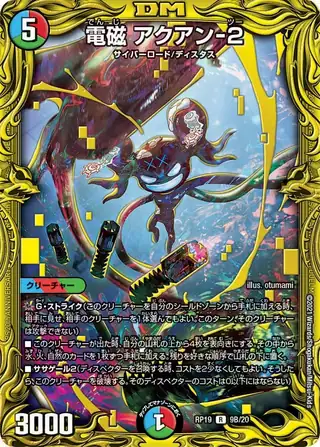 DM
5
でんじ ツー
電磁 アクアン-2
サイバーロード/ディスタス
クリーチャー
illus. otumami
G・ストライク(このクリーチャーを自分のシールドゾーンから手札に加える時、
相手に見せ、相手のクリーチャーを1体選んでもよい。このターン、そのクリーチャー
は攻撃できない)
このクリーチャーが出た時、自分の山札の上から4枚を表向きにする。その中から
水、火、自然のカードを1枚ずつ手札に加える。残りを好きな順序で山札の下に置く。
ササゲール2(ディスペクターを召喚する時、コストを2少なくしてもよい。そうした
ら、このクリーチャーを破壊する。そのディスペクターのコストは0以下にはならない)
3000
1
RP19 R 9B/20
©2021 Wizards/Shogakukan/Mitsui-Kids